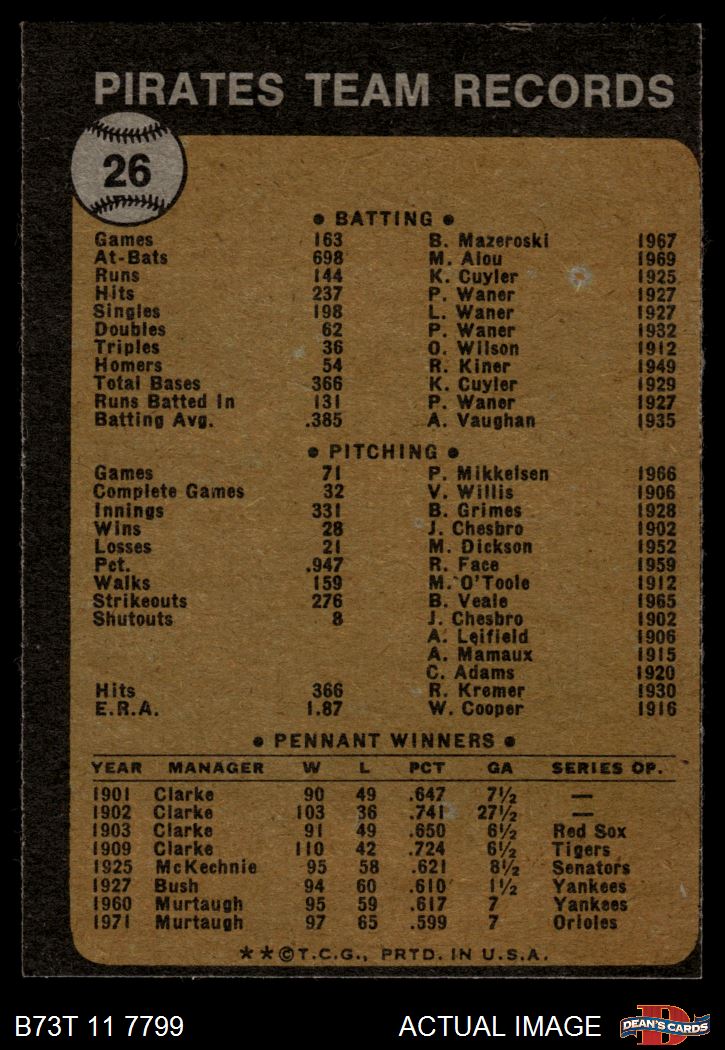 PIRATES TEAM RECORDS
26
• BATTING •
Games 163 B. Mazeroski 1967
At-Bats 698 M. Alou 1969
Runs 144 K. Cuyler 1925
Hits 237 P. Waner 1927
Singles 198 L. Waner 1927
Doubles 62 P. Waner 1932
Triples 36 O. Wilson 1912
Homers 54 R. Kiner 1949
Total Bases 366 K. Cuyler 1929
Runs Batted In 131 P. Waner 1927
Batting Avg. .385 A. Vaughan 1935
• PITCHING •
Games 71 P. Mikkelsen 1966
Complete Games 32 V. Willis 1906
Innings 331 B. Grimes 1928
Wins 28 J. Chesbro 1902
Losses 21 M. Dickson 1952
Pct. .947 R. Face 1959
Walks 159 M. O'Toole 1912
Strikeouts 276 B. Veale 1965
Shutouts 8 J. Chesbro 1902
A. Leifield 1906
A. Mamaux 1915
C. Adams 1920
Hits 366 R. Kremer 1930
E.R.A. 1.87 W. Cooper 1916
• PENNANT WINNERS •
YEAR MANAGER W L PCT GA SERIES OP.
1901 Clarke 90 49 .647 7½ —
1902 Clarke 103 36 .741 27½ —
1903 Clarke 91 49 .650 6½ Red Sox
1909 Clarke 110 42 .724 6½ Tigers
1925 McKechnie 95 58 .621 8½ Senators
1927 Bush 94 60 .610 1½ Yankees
1960 Murtaugh 95 59 .617 7 Yankees
1971 Murtaugh 97 65 .599 7 Orioles
**©T.C.G., PRTD. IN U.S.A.
B73T 11 7799 ACTUAL IMAGE
D
DEAN'S CARDS